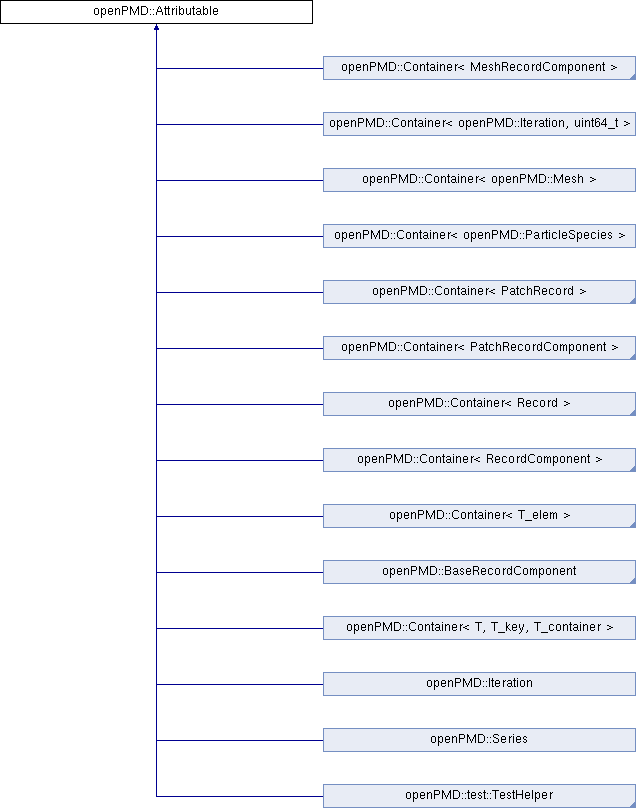 openPMD::Attributable
openPMD::Container< MeshRecordComponent >
openPMD::Container< openPMD::Iteration, uint64_t >
openPMD::Container< openPMD::Mesh >
openPMD::Container< openPMD::ParticleSpecies >
openPMD::Container< PatchRecord >
openPMD::Container< PatchRecordComponent >
openPMD::Container< Record >
openPMD::Container< RecordComponent >
openPMD::Container< T_elem >
openPMD::BaseRecordComponent
openPMD::Container< T, T_key, T_container >
openPMD::Iteration
openPMD::Series
openPMD::test::TestHelper